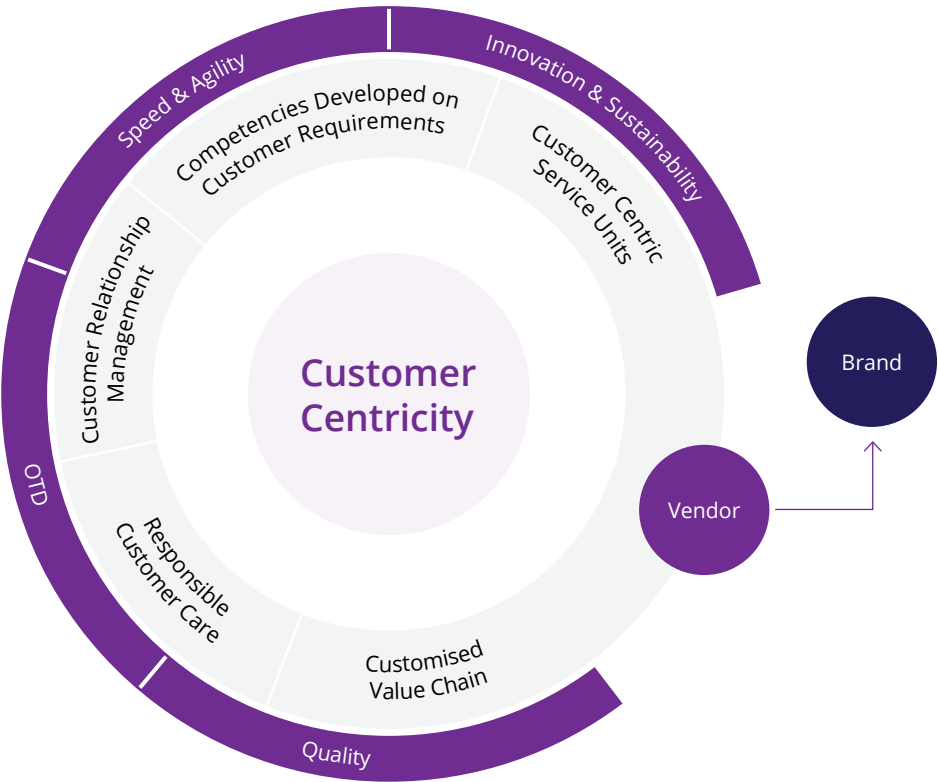 Speed & Agility
Innovation & Sustainability
Competencies Developed on
Customer Requirements
Customer Centric
Service Units
Customer Relationship
Management
Customer
Centricity
Brand
OTD
Vendor
Responsible
Customer Care
Customised
Value Chain
Quality